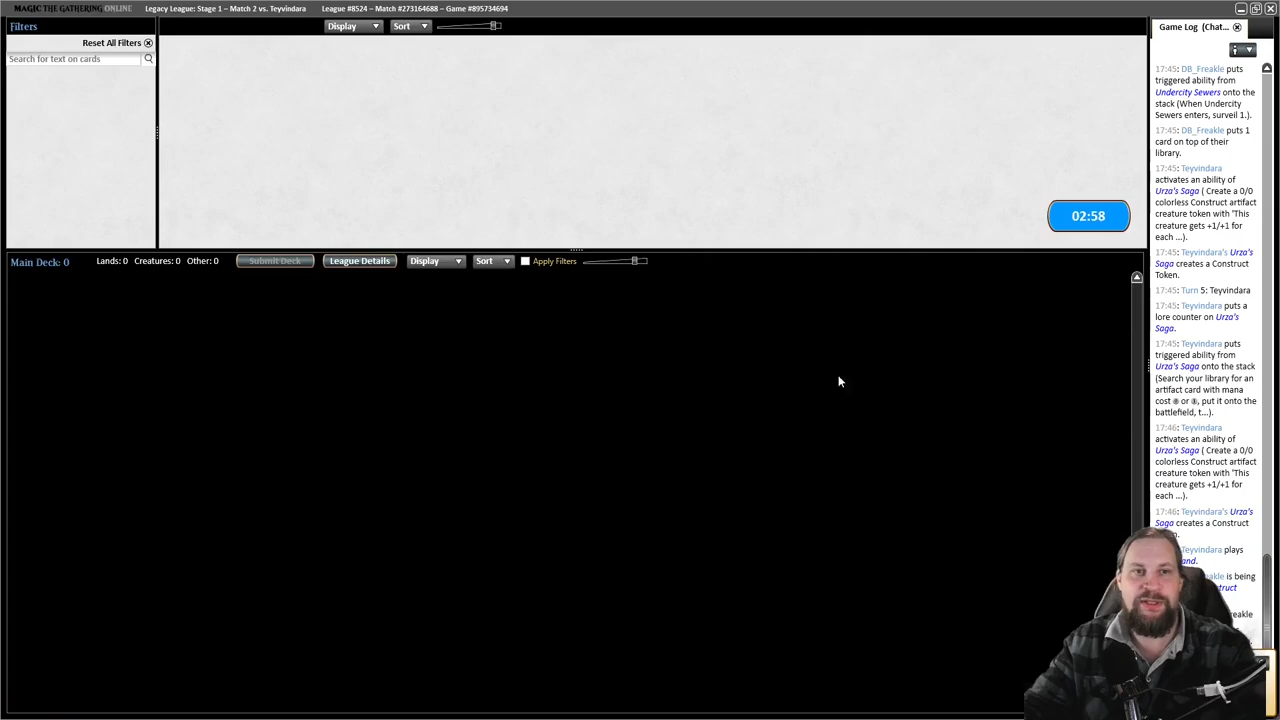 MAGIC THE GATHERING ONLINE Legacy League: Stage 1 – Match 2 vs. Teyvindara League #8524 – Match #273164688 – Game #895734694
Filters
Reset All Filters
Search for text on cards
Display
Sort
02:58
Main Deck: 0
Lands: 0 Creatures: 0 Other: 0
Submit Deck
League Details
Display
Sort
Apply Filters
Game Log (Chat...
17:45: DB_Freakle puts
triggered ability from
Undercity Sewers onto the
stack (When Undercity
Sewers enters, surveil 1.).
17:45: DB_Freakle puts 1
card on top of their
library.
17:45: Teyvindara
activates an ability of
Urza's Saga ( Create a 0/0
colorless Construct artifact
creature token with 'This
creature gets +1/+1 for
each ...).
17:45: Teyvindara's Urza's
Saga creates a Construct
Token.
17:45: Turn 5: Teyvindara
17:45: Teyvindara puts a
lore counter on Urza's
Saga.
17:45: Teyvindara puts
triggered ability from
Urza's Saga onto the stack
(Search your library for an
artifact card with mana
cost or , put it onto the
battlefield, t...).
17:46: Teyvindara
activates an ability of
Urza's Saga ( Create a 0/0
colorless Construct artifact
creature token with 'This
creature gets +1/+1 for
each ...).
17:46: Teyvindara's Urza's
Saga creates a Construct
Teyvindara plays
is being